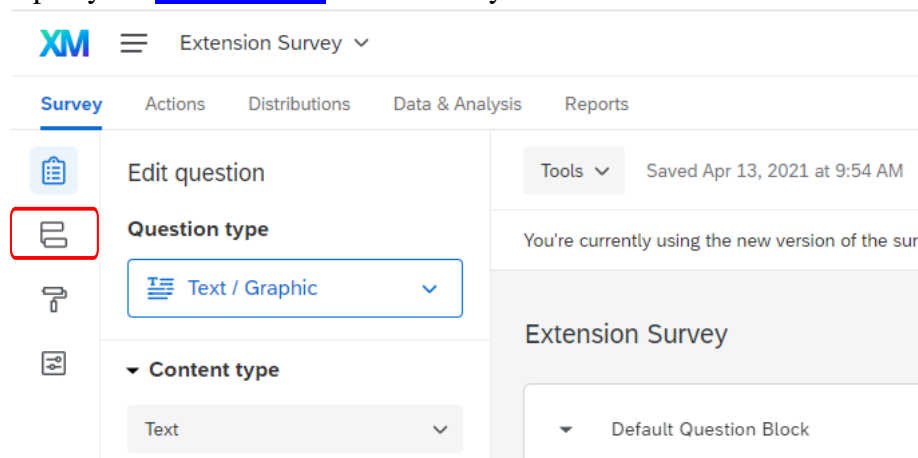 XM
Extension Survey
Survey Actions Distributions Data & Analysis Reports
Edit question
Tools Saved Apr 13, 2021 at 9:54 AM
Question type
You're currently using the new version of the sur
Text / Graphic
Extension Survey
Content type
Text
Default Question Block